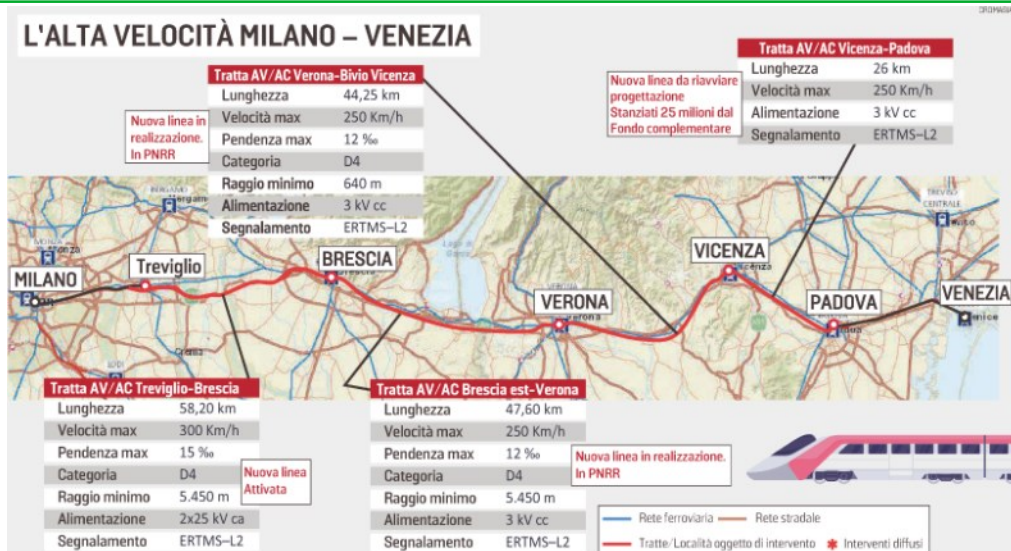 L'ALTA VELOCITÀ MILANO – VENEZIA
Tratta AV/AC Verona-Bivio Vicenza
Lunghezza 44,25 km
Velocità max 250 Km/h
Pendenza max 12 ‰
Categoria D4
Raggio minimo 640 m
Alimentazione 3 kV cc
Segnalamento ERTMS–L2
Nuova linea in
realizzazione.
In PNRR
Tratta AV/AC Vicenza-Padova
Lunghezza 26 km
Velocità max 250 Km/h
Alimentazione 3 kV cc
Segnalamento ERTMS–L2
Nuova linea da riavviare
progettazione
Stanziati 25 milioni dal
Fondo complementare
BERGAMO
TREVISO
CENTRALE
MILANO
Treviglio
BRESCIA
VERONA
VICENZA
PADOVA
VENEZIA
Tratta AV/AC Treviglio-Brescia
Lunghezza 58,20 km
Velocità max 300 Km/h
Pendenza max 15 ‰
Categoria D4
Raggio minimo 5.450 m
Alimentazione 2x25 kV ca
Segnalamento ERTMS–L2
Nuova linea
Attivata
Tratta AV/AC Brescia est-Verona
Lunghezza 47,60 km
Velocità max 250 Km/h
Pendenza max 12 ‰
Categoria D4
Raggio minimo 5.450 m
Alimentazione 3 kV cc
Segnalamento ERTMS–L2
Nuova linea in realizzazione.
In PNRR
Rete ferroviaria
Rete stradale
Tratte/Località oggetto di intervento
Interventi diffusi